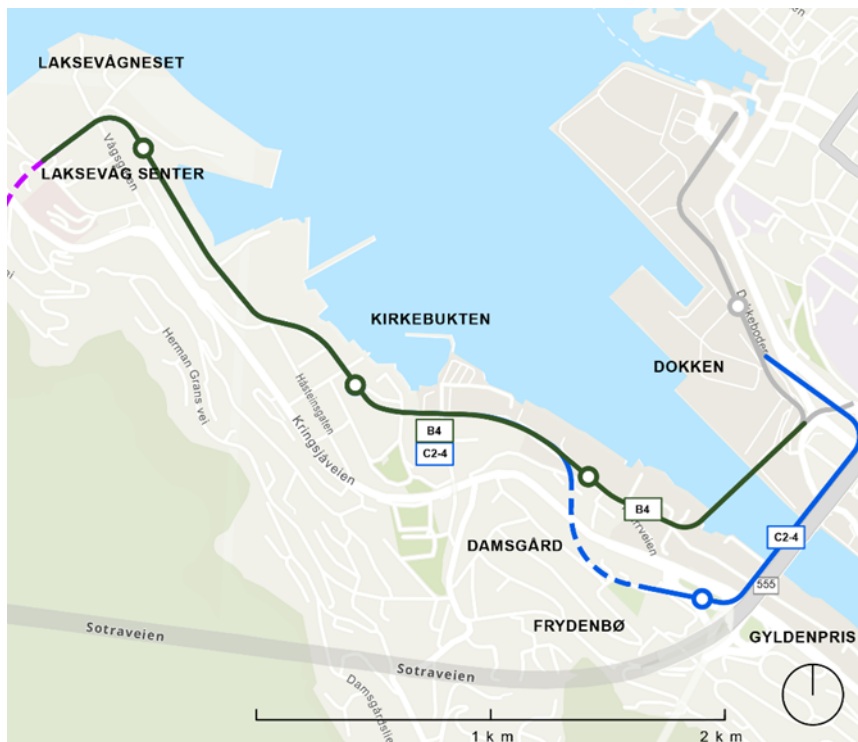 LAKSEVÅGNESET
Vågsgaten
LAKSEVÅG SENTER
KIRKEBUKTEN
DOKKEN
Herman Grans vei
Håsteinsgaten
Kringsjåveien
B4
C2-4
B4
C2-4
DAMSGÅRD
555
FRYDENBØ
GYLDENPRIS
Sotraveien
Sotraveien
1 km
2 km